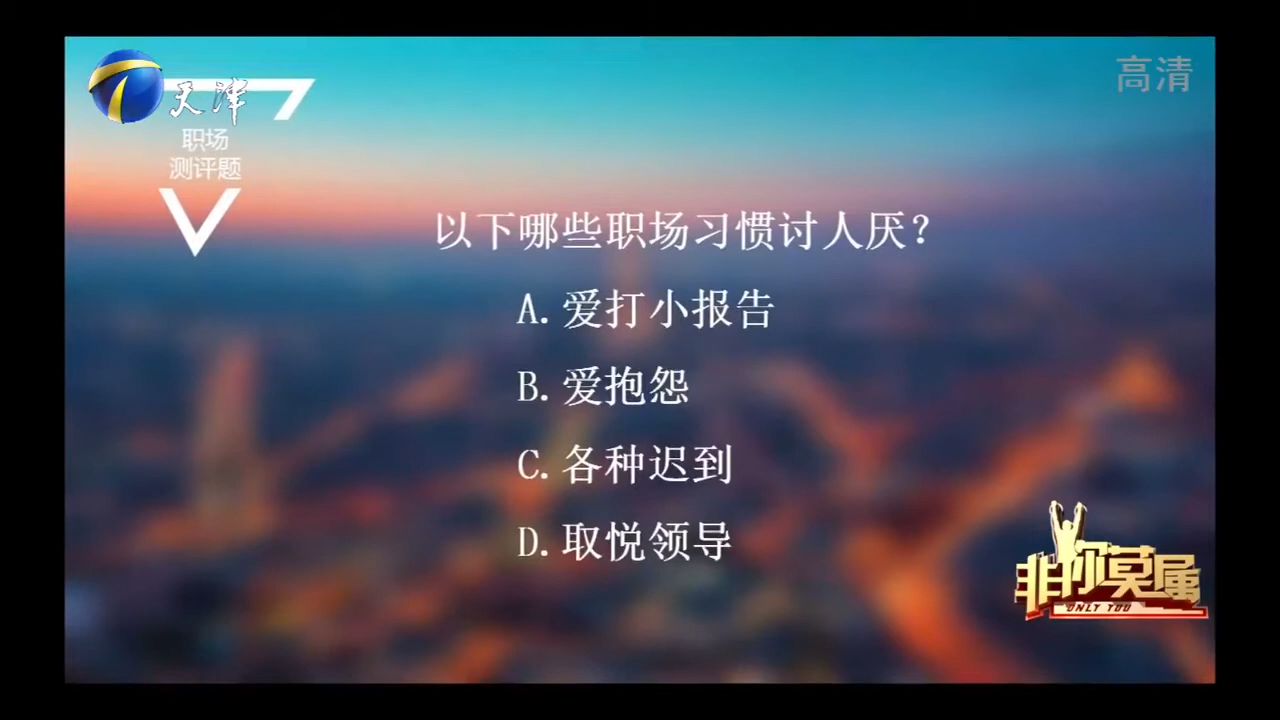 天津
高清
职场
测评题
以下哪些职场习惯讨人厌？
A.爱打小报告
B.爱抱怨
C.各种迟到
D.取悦领导
非你莫属
ONLY YOU